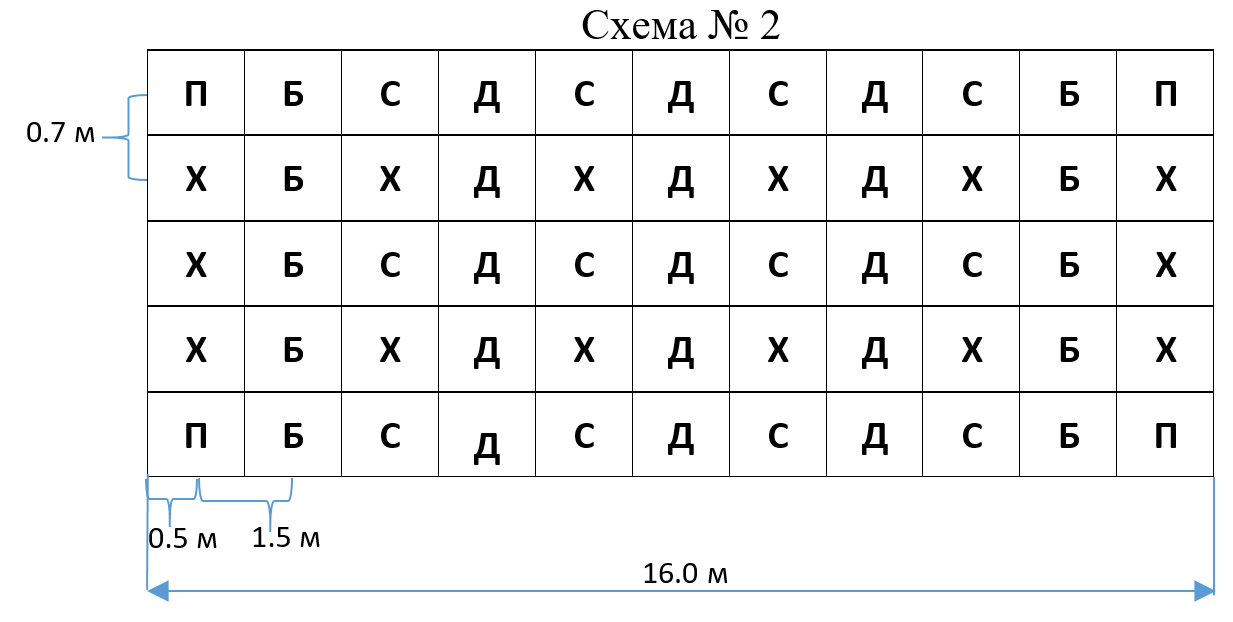 Схема № 2
П Б С Д С Д С Д С Б П
0.7 м
Х Б Х Д Х Д Х Д Х Б Х
Х Б С Д С Д С Д С Б Х
Х Б Х Д Х Д Х Д Х Б Х
П Б С Д С Д С Д С Б П
0.5 м 1.5 м
16.0 м